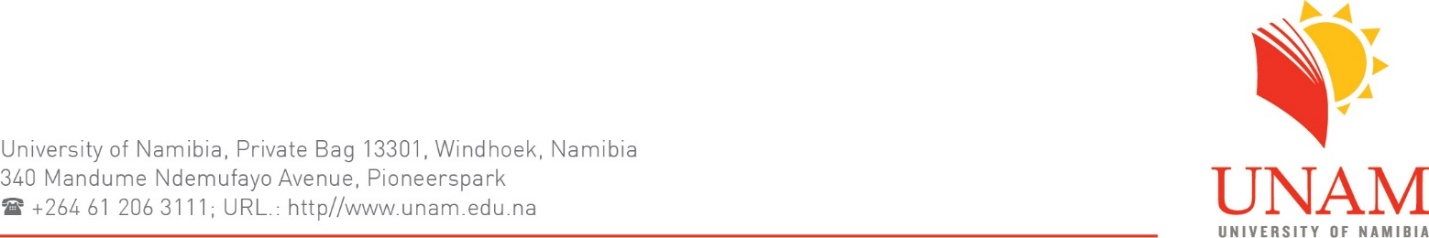 University of Namibia, Private Bag 13301, Windhoek, Namibia
340 Mandume Ndemufayo Avenue, Pioneerspark
☎ +264 61 206 3111; URL.: http//www.unam.edu.na
UNAM
UNIVERSITY OF NAMIBIA